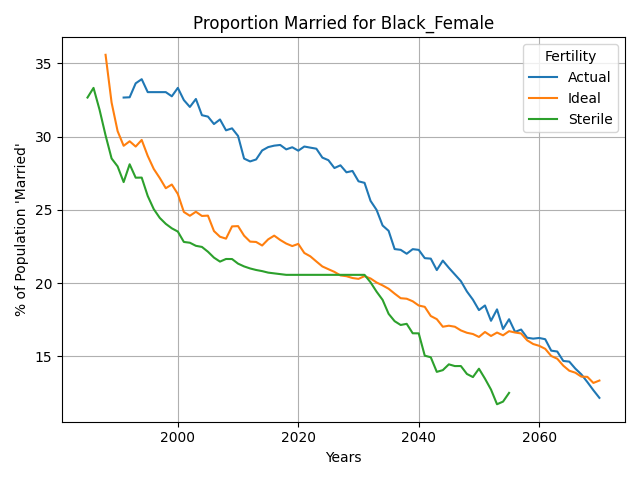 Proportion Married for Black_Female
% of Population 'Married'
35
30
25
20
15
Fertility
Actual
Ideal
Sterile
2000 2020 2040 2060
Years